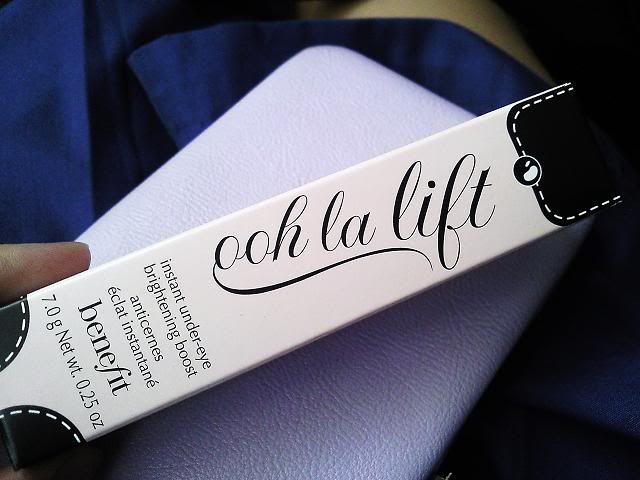 ooh la lift
instant under-eye
brightening boost
anticernes
éclat instantané
benefit
7.0 g Net wt. 0.25 oz